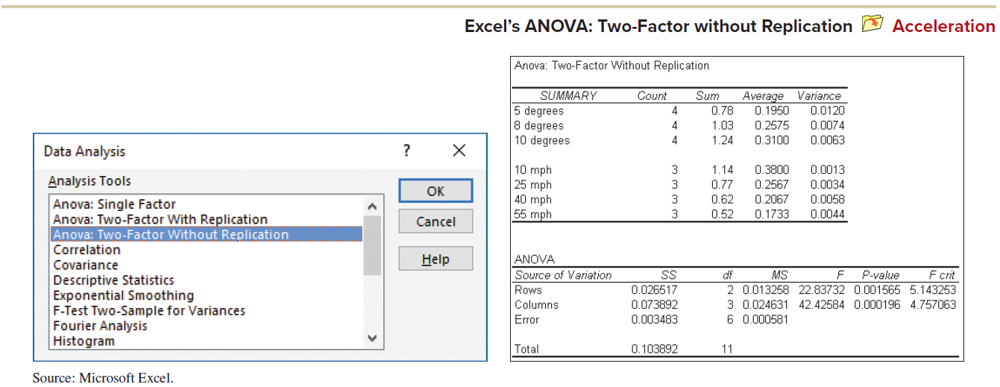 Excel's ANOVA: Two-Factor without Replication Acceleration
Data Analysis ? ×
Analysis Tools
Anova: Single Factor
Anova: Two-Factor With Replication
Anova: Two-Factor Without Replication
Correlation
Covariance
Descriptive Statistics
Exponential Smoothing
F-Test Two-Sample for Variances
Fourier Analysis
Histogram
OK
Cancel
Help
Source: Microsoft Excel.
Anova: Two-Factor Without Replication
SUMMARY Count Sum Average Variance
5 degrees 4 0.78 0.1950 0.0120
8 degrees 4 1.03 0.2575 0.0074
10 degrees 4 1.24 0.3100 0.0063
10 mph 3 1.14 0.3800 0.0013
25 mph 3 0.77 0.2567 0.0034
40 mph 3 0.62 0.2067 0.0058
55 mph 3 0.52 0.1733 0.0044
ANOVA
Source of Variation SS df MS F P-value F crit
Rows 0.026517 2 0.013258 22.83732 0.001565 5.143253
Columns 0.073892 3 0.024631 42.42584 0.000196 4.757063
Error 0.003483 6 0.000581
Total 0.103892 11